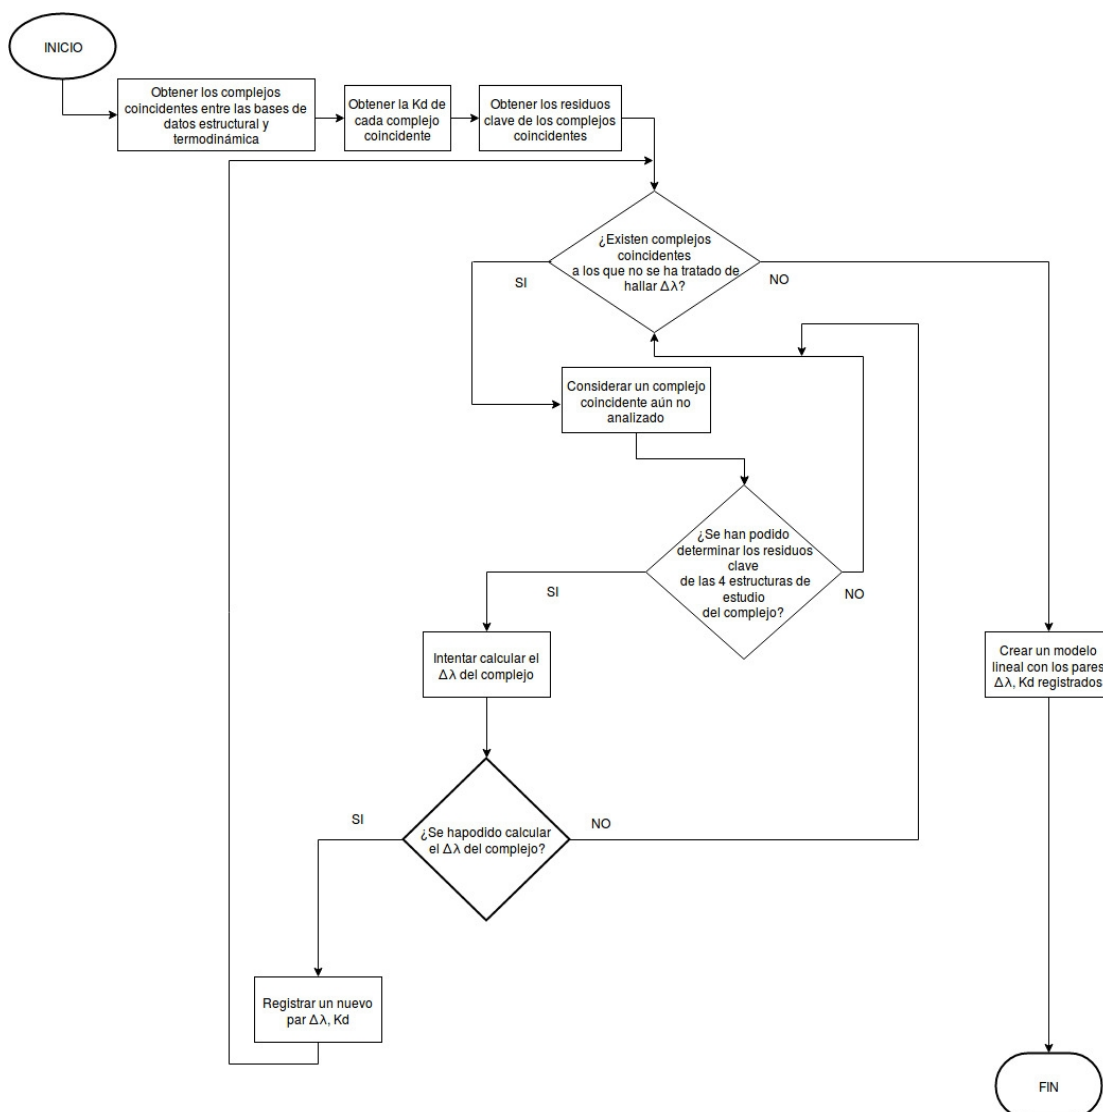 INICIO
Obtener los complejos
coincidentes entre las bases de
datos estructural y
termodinámica
Obtener la Kd de
cada complejo
coincidente
Obtener los residuos
clave de los complejos
coincidentes
¿Existen complejos
coincidentes
a los que no se ha tratado de
hallar Δλ?
SI
NO
Considerar un complejo
coincidente aún no
analizado
¿Se han podido
determinar los residuos
clave
de las 4 estructuras de
estudio
del complejo?
SI
NO
Intentar calcular el
Δλ del complejo
Crear un modelo
lineal con los pares
Δλ, Kd registrados
¿Se hapodido calcular
el Δλ del complejo?
SI
NO
Registrar un nuevo
par Δλ, Kd
FIN